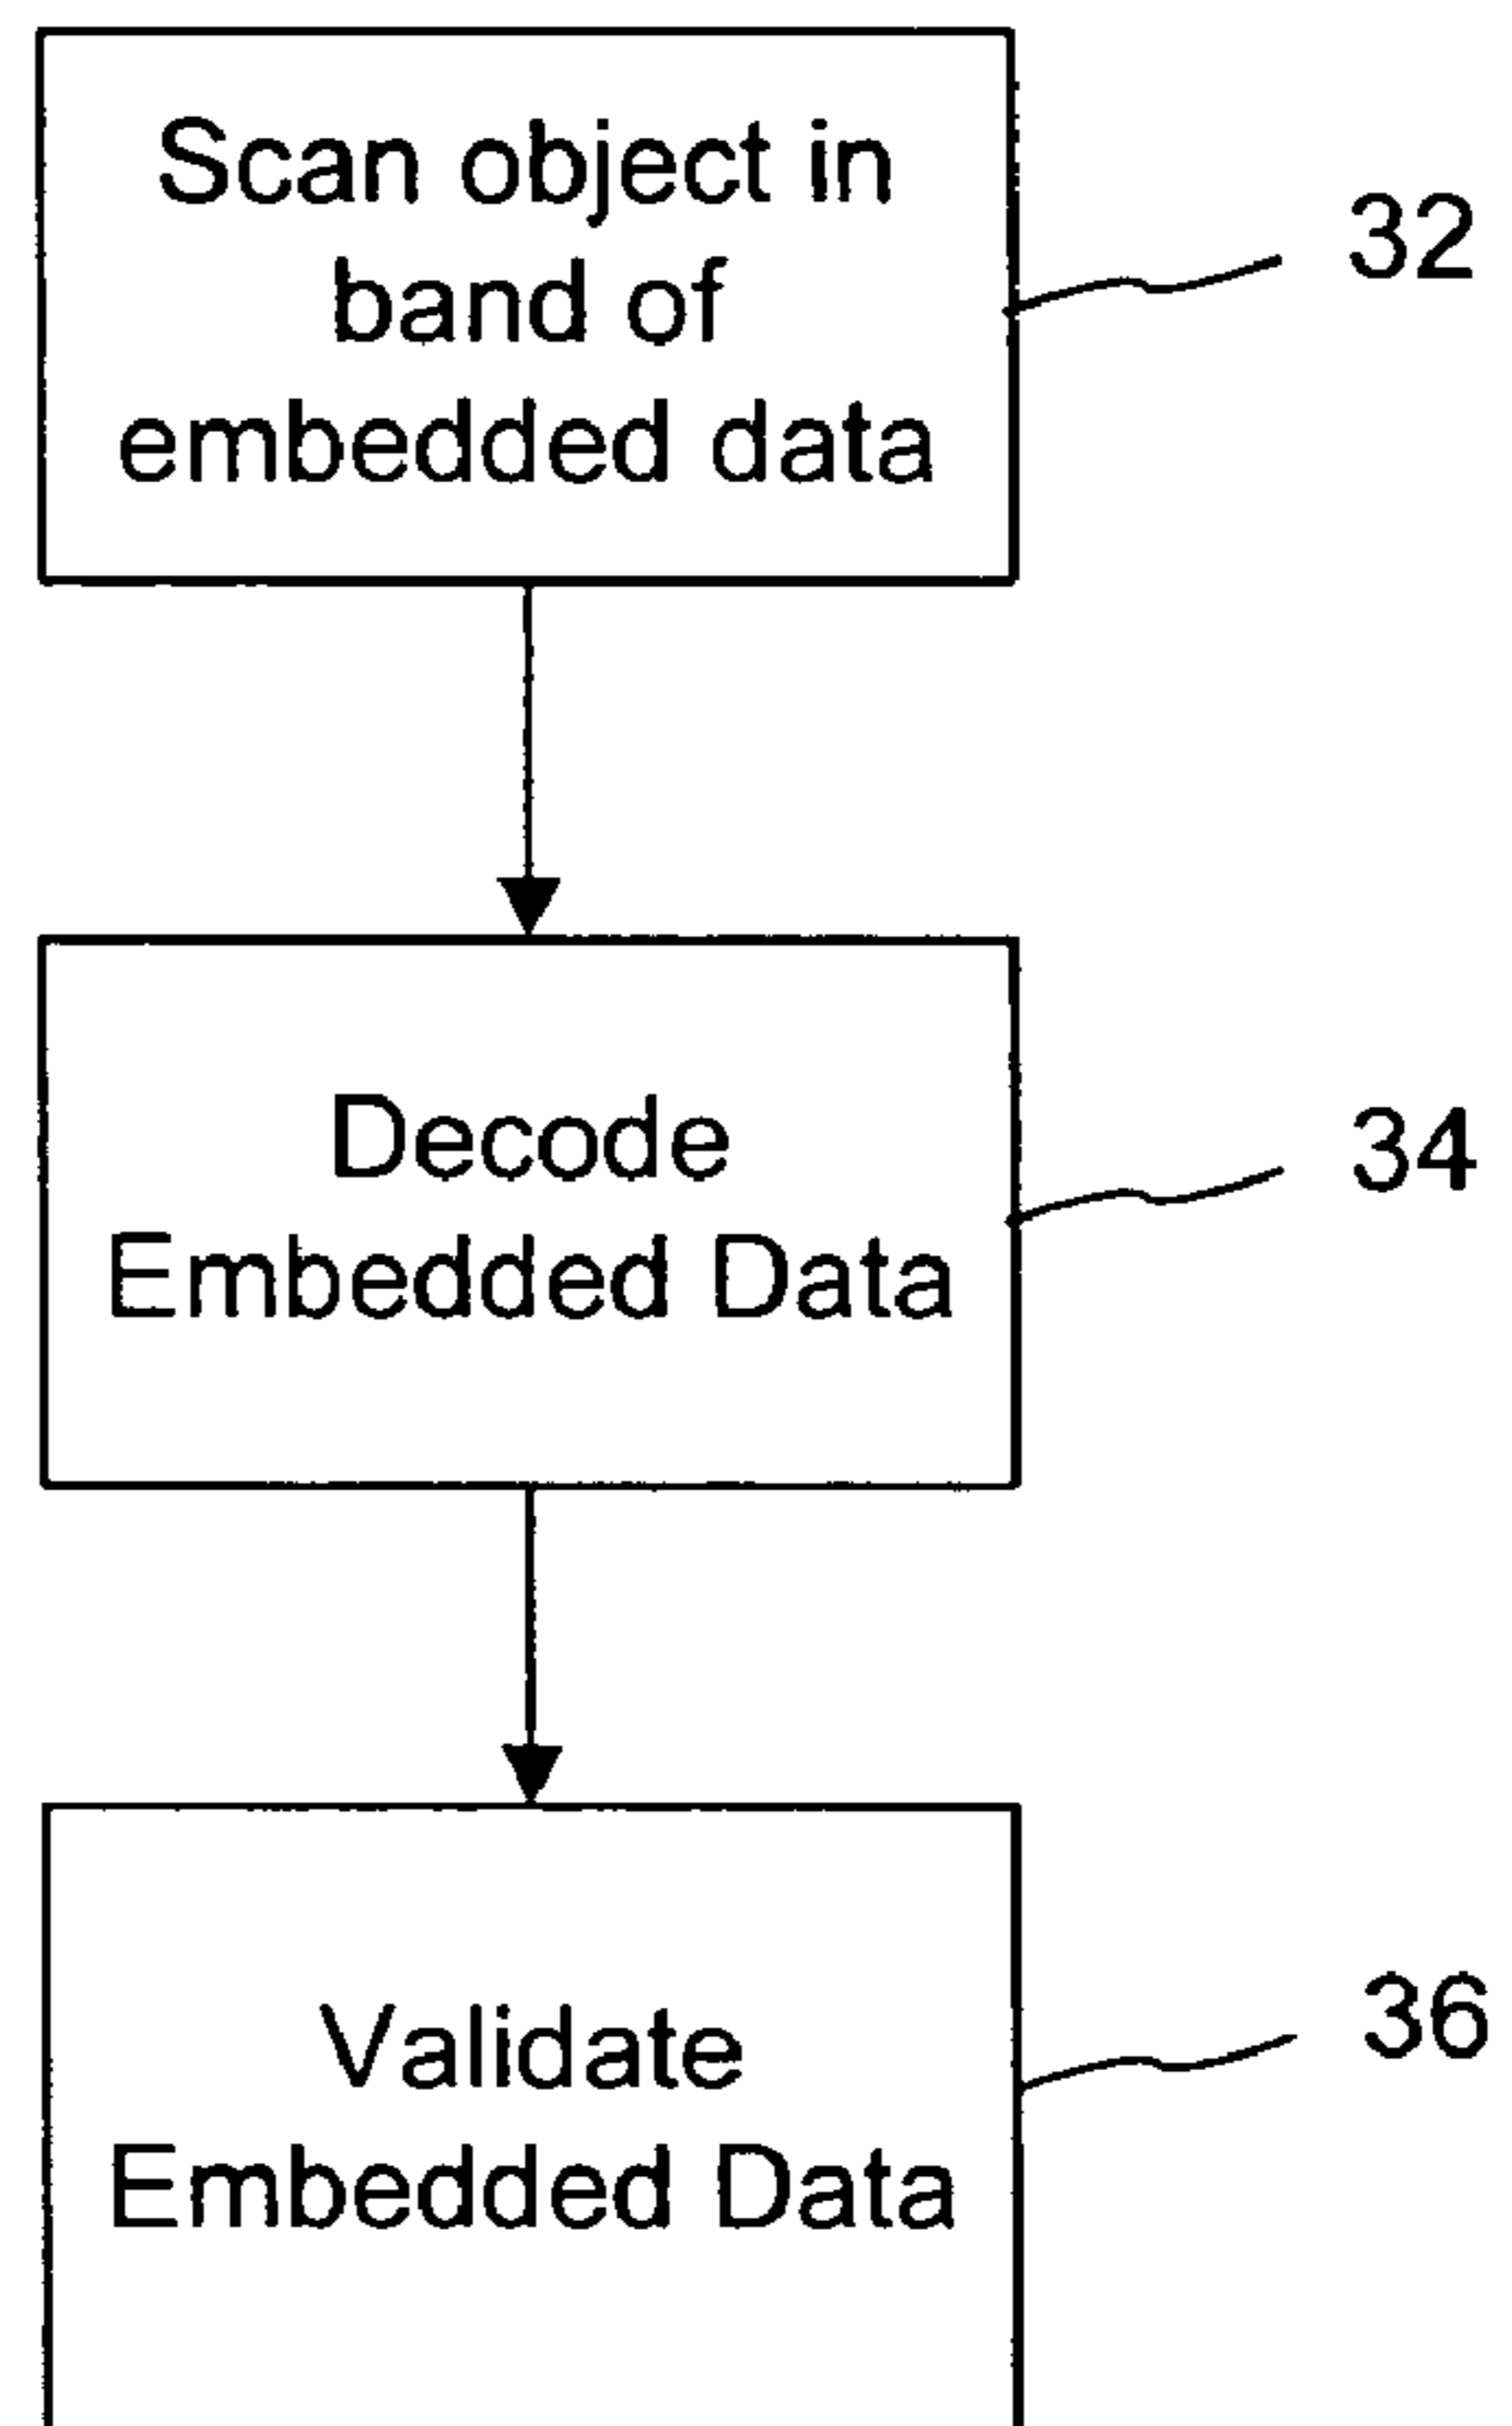 Scan object in
band of
embedded data
32
Decode
Embedded Data
34
Validate
Embedded Data
36